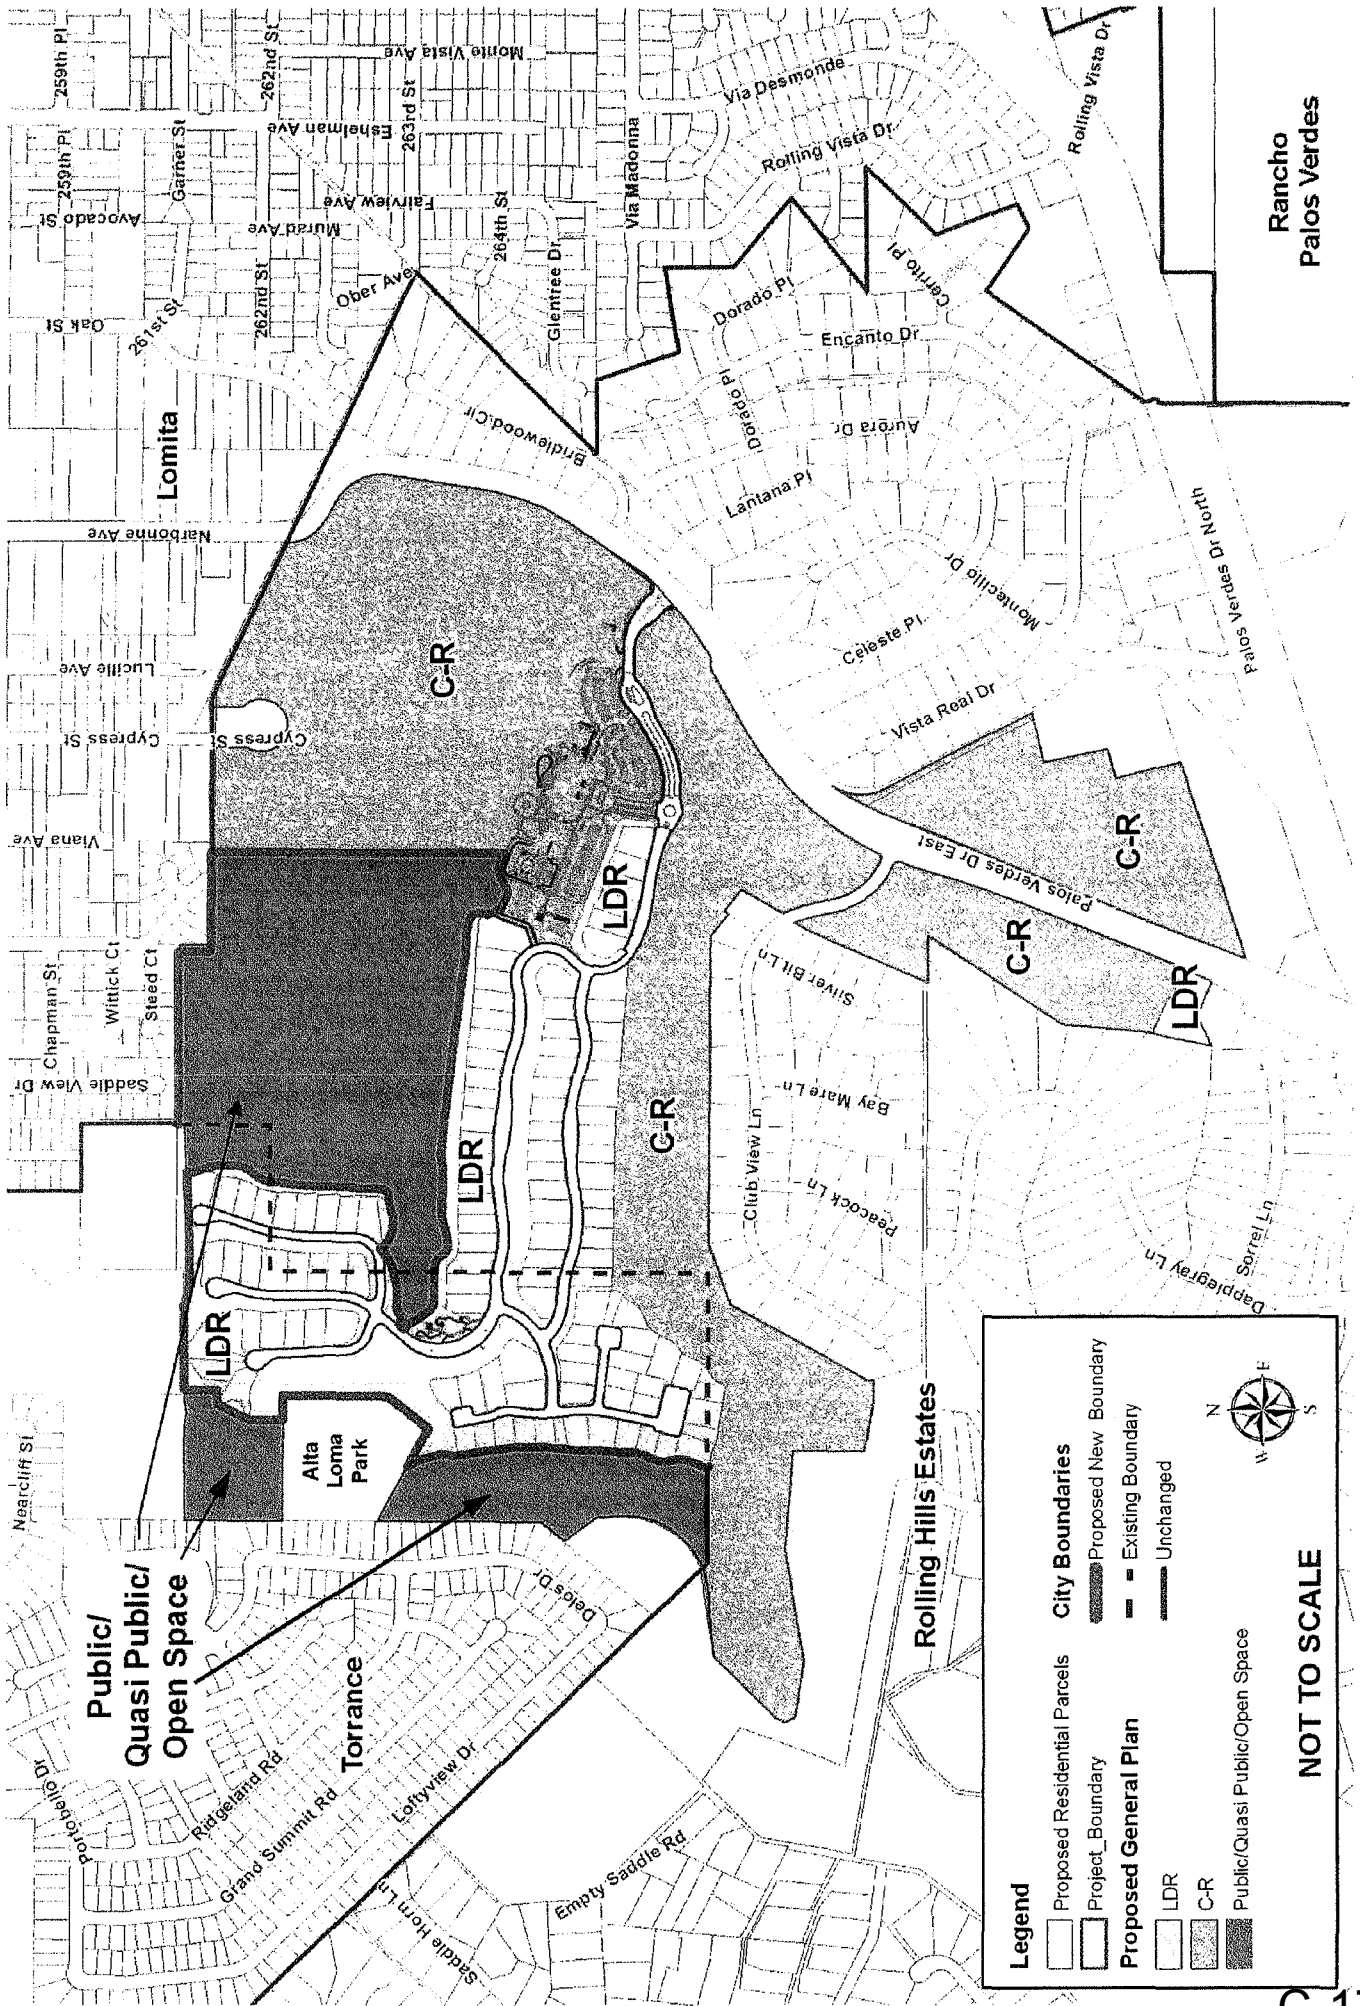 Public/
Quasi Public/
Open Space
Nearcliff St
Portobello Dr
Ridgeland Rd
Grand Summit Rd
Loftyview Dr
Torrance
Delos Dr
Saddle Horn Ln
Empty Saddle Rd
Alta
Loma
Park
LDR
LDR
LDR
LDR
C-R
C-R
C-R
C-R
Saddle View Dr
Chapman St
Wittick Ct
Steed Ct
Viana Ave
Cypress St
Cypress St
Lucille Ave
Narbonne Ave
Lomita
Oak St
261st St
262nd St
Ober Ave
Avocado St
259th Pl
259th Pl
Garner St
Murad Ave
Fairview Ave
262nd St
Eshelman Ave
263rd St
Monte Vista Ave
264th St
Glentree Dr
Bridlewood Cir
Via Madonna
Via Desmonde
Rolling Vista Dr
Rolling Vista Dr
Dorado Pl
Dorado Pl
Cerrito Pl
Encanto Dr
Aurora Dr
Lantana Pl
Montecillo Dr
Celeste Pl
Vista Real Dr
Palos Verdes Dr North
Palos Verdes Dr East
Silver Bit Ln
Bay Mare Ln
Club View Ln
Peacock Ln
Dapplegray Ln
Sorrel Ln
Rolling Hills Estates
Rancho
Palos Verdes
Legend
Proposed Residential Parcels
Project_Boundary
Proposed General Plan
LDR
C-R
Public/Quasi Public/Open Space
City Boundaries
Proposed New Boundary
Existing Boundary
Unchanged
N
W
E
S
NOT TO SCALE